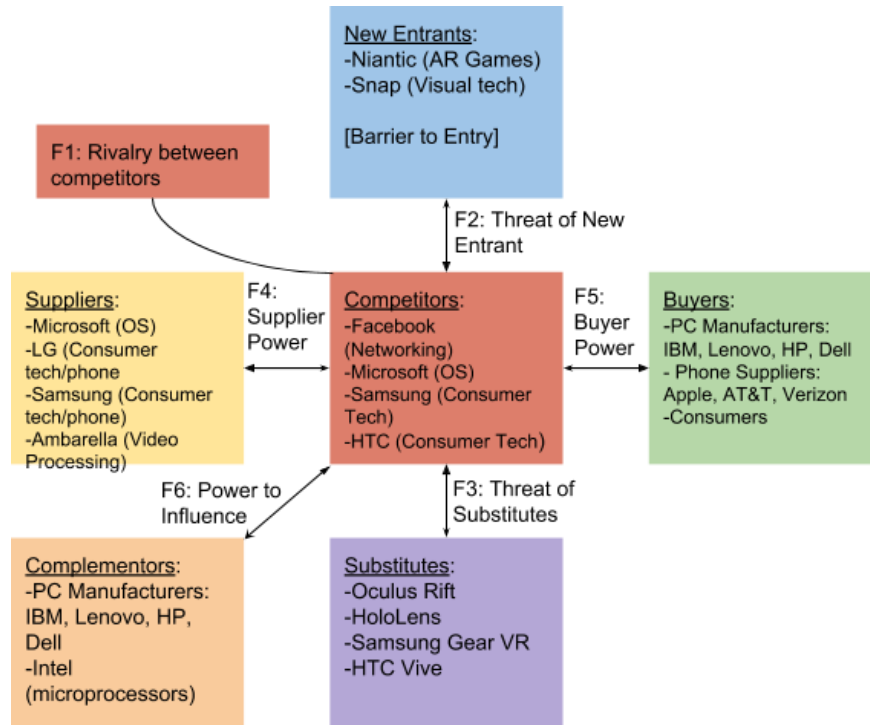 New Entrants:
-Niantic (AR Games)
-Snap (Visual tech)
[Barrier to Entry]
F1: Rivalry between
competitors
F2: Threat of New
Entrant
Suppliers:
-Microsoft (OS)
-LG (Consumer
tech/phone
-Samsung (Consumer
tech/phone)
-Ambarella (Video
Processing)
F4:
Supplier
Power
Competitors:
-Facebook
(Networking)
-Microsoft (OS)
-Samsung (Consumer
Tech)
-HTC (Consumer Tech)
F5:
Buyer
Power
Buyers:
-PC Manufacturers:
IBM, Lenovo, HP, Dell
- Phone Suppliers:
Apple, AT&T, Verizon
-Consumers
F6: Power to
Influence
F3: Threat of
Substitutes
Complementors:
-PC Manufacturers:
IBM, Lenovo, HP,
Dell
-Intel
(microprocessors)
Substitutes:
-Oculus Rift
-HoloLens
-Samsung Gear VR
-HTC Vive